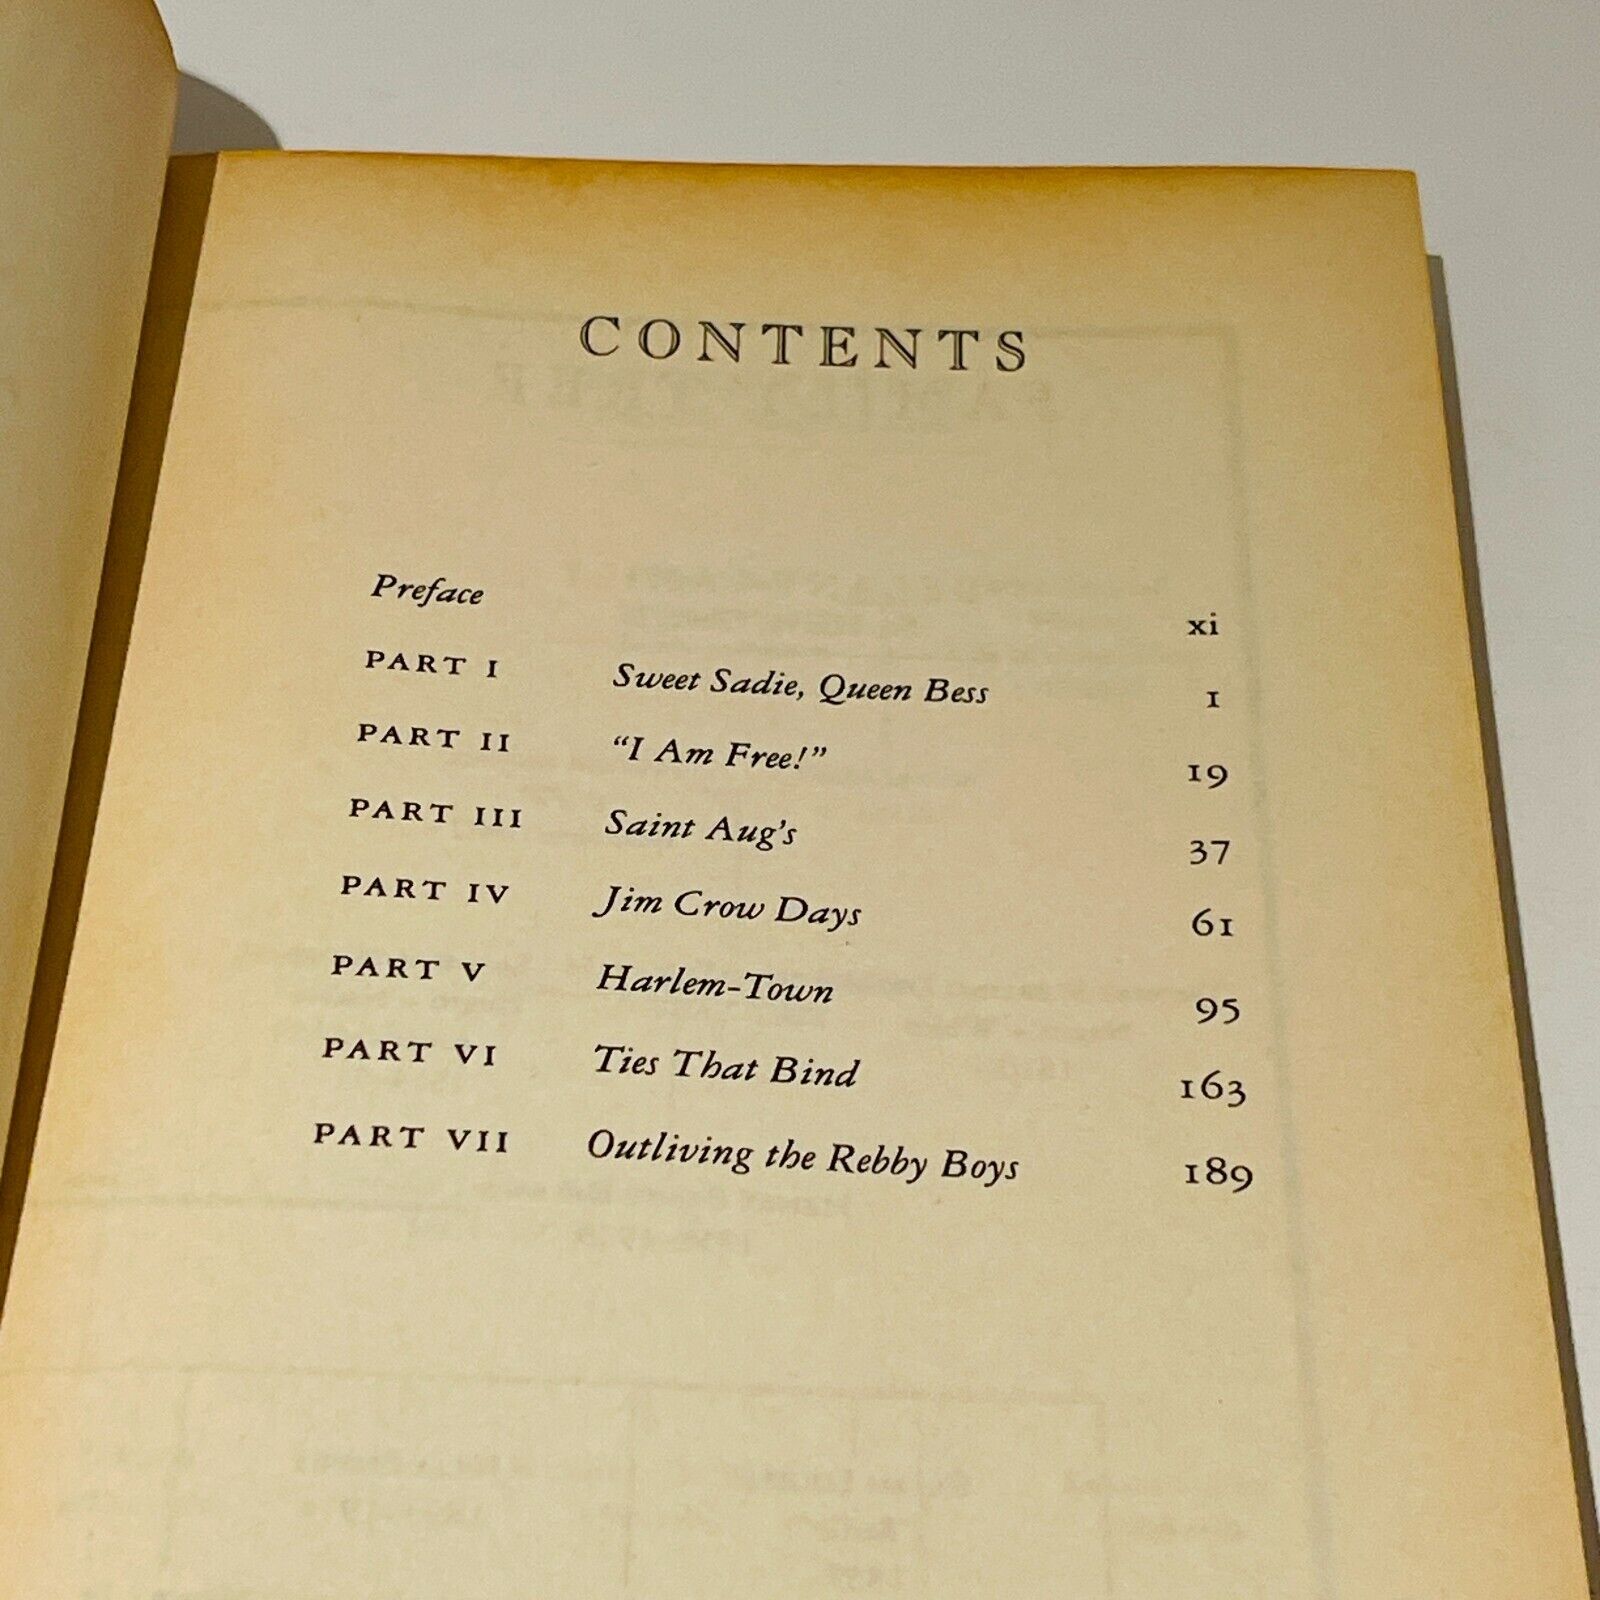 CONTENTS
Preface xi
PART I Sweet Sadie, Queen Bess 1
PART II “I Am Free!” 19
PART III Saint Aug’s 37
PART IV Jim Crow Days 61
PART V Harlem-Town 95
PART VI Ties That Bind 163
PART VII Outliving the Rebby Boys 189